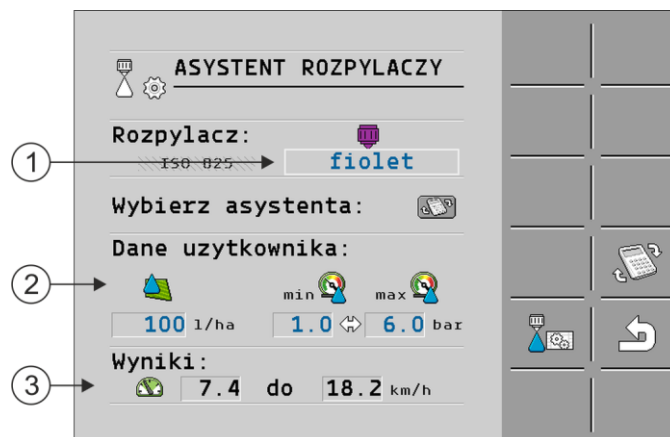 ASYSTENT ROZPYLACZY
Rozpylacz:
1 ISO 025 fiolet
Wybierz asystenta:
Dane uzytkownika:
2
min max
100 l/ha 1.0 6.0 bar
Wyniki:
3 7.4 do 18.2 km/h